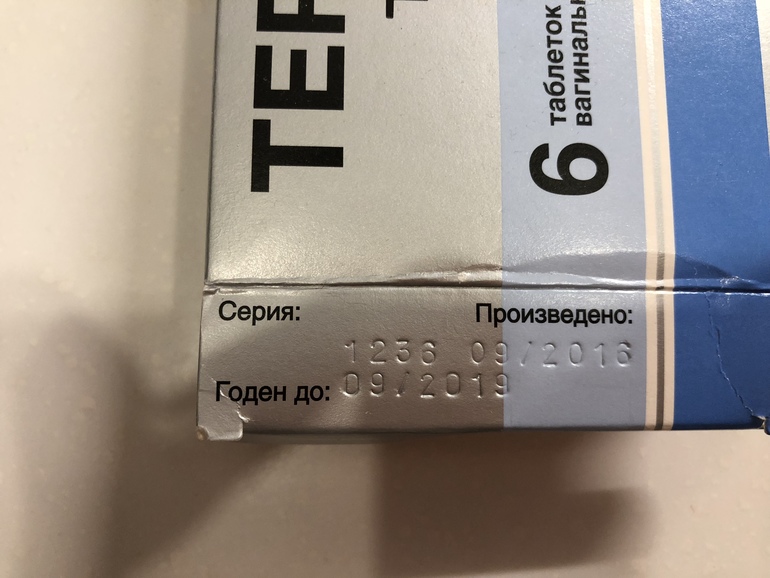 ТЕР
6 таблеток
вагиналь
Серия: Произведено:
1236 09/2016
Годен до: 09/2019